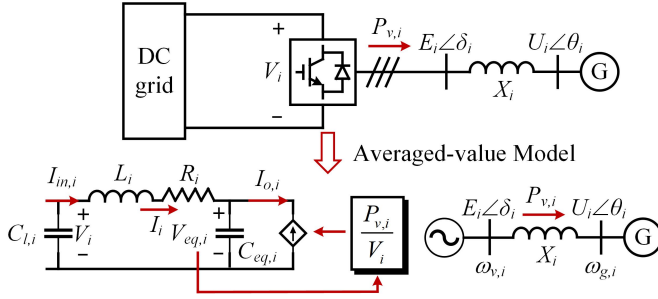 DC
grid
+
V_i
−
P_{v,i}
E_i∠δ_i
U_i∠θ_i
X_i
G
Averaged-value Model
I_{in,i}
L_i
R_i
I_{o,i}
C_{l,i}
+
V_i
−
I_i
+
V_{eq,i}
−
C_{eq,i}
P_{v,i}
V_i
E_i∠δ_i
P_{v,i}
U_i∠θ_i
X_i
G
ω_{v,i}
ω_{g,i}